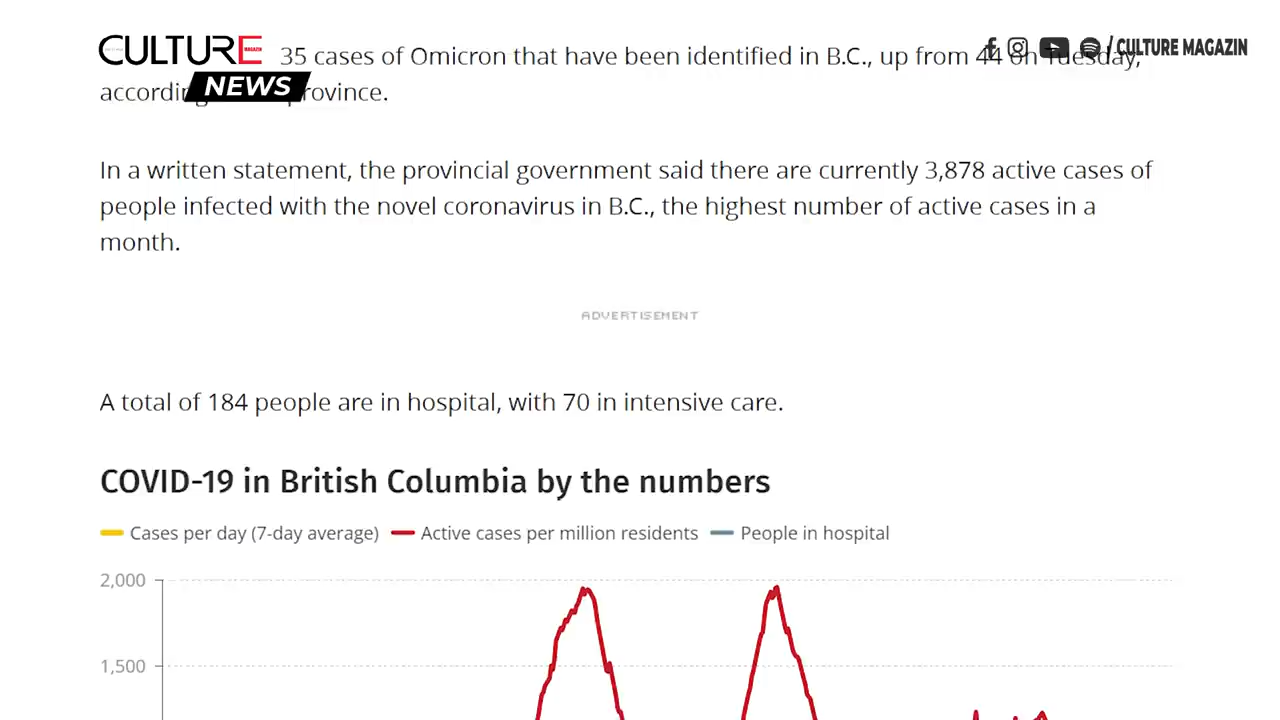 CULTURE MAGAZIN
NEWS
/ CULTURE MAGAZIN
35 cases of Omicron that have been identified in B.C., up from 44 on Tuesday,
according province.
In a written statement, the provincial government said there are currently 3,878 active cases of
people infected with the novel coronavirus in B.C., the highest number of active cases in a
month.
ADVERTISEMENT
A total of 184 people are in hospital, with 70 in intensive care.
COVID-19 in British Columbia by the numbers
Cases per day (7-day average) Active cases per million residents People in hospital
2,000
1,500